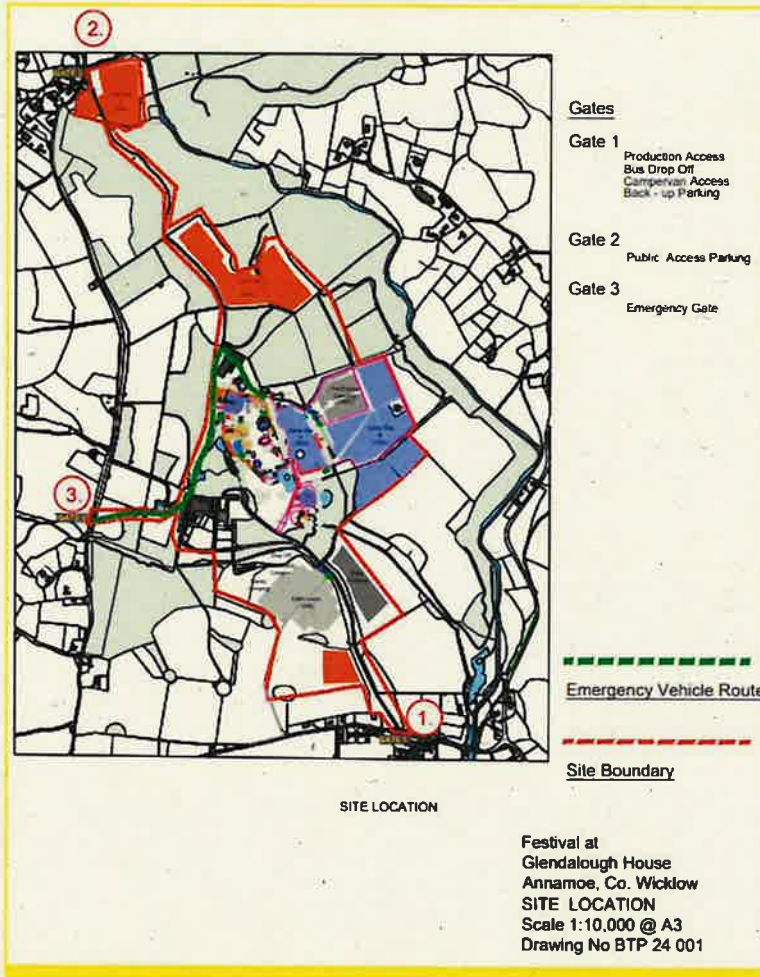 2.
Gates
Gate 1
Production Access
Bus Drop Off
Campervan Access
Back - up Parking
Gate 2
Public Access Parking
Gate 3
Emergency Gate
3.
1.
Emergency Vehicle Route
Site Boundary
SITE LOCATION
Festival at
Glendalough House
Annamoe, Co. Wicklow
SITE LOCATION
Scale 1:10,000 @ A3
Drawing No BTP 24 001